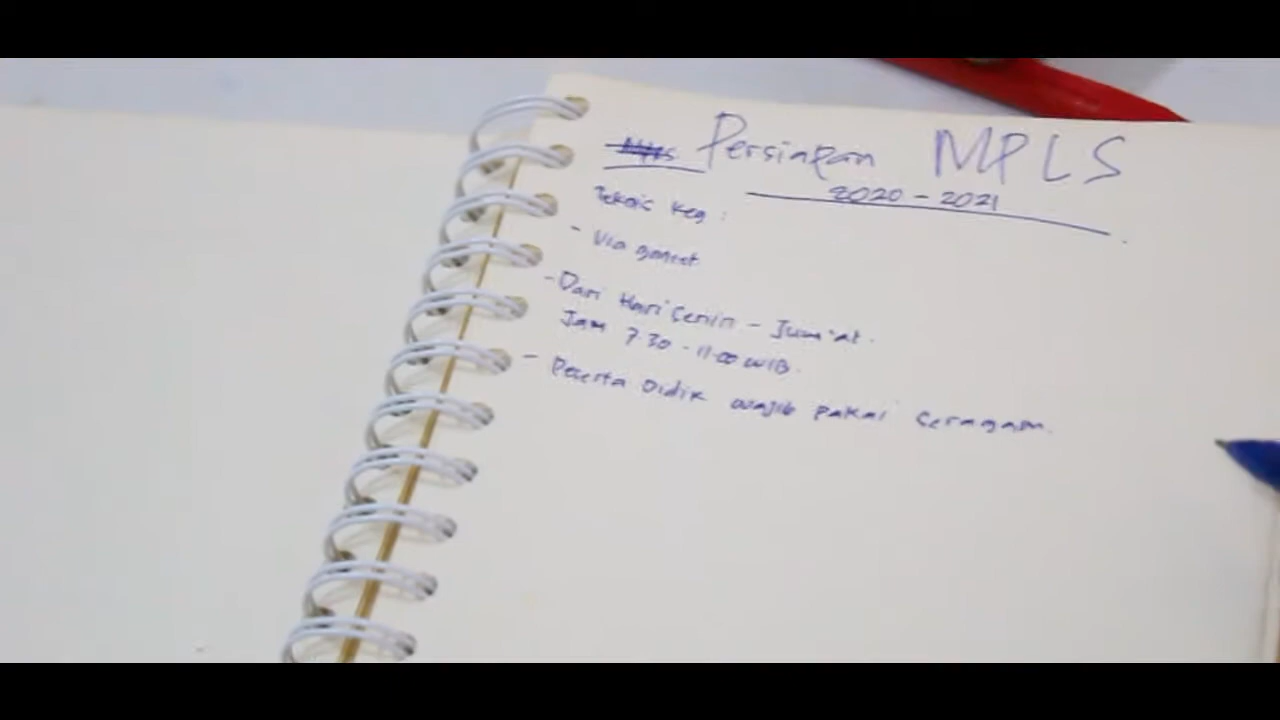 Persiapan MPLS
2020 - 2021
Teknic Keg :
- Via gmeet
- Dari Hari Senin - Jum'at.
Jam 7.30 - 11.00 WIB.
- Peserta Didik wajib pakai seragam.